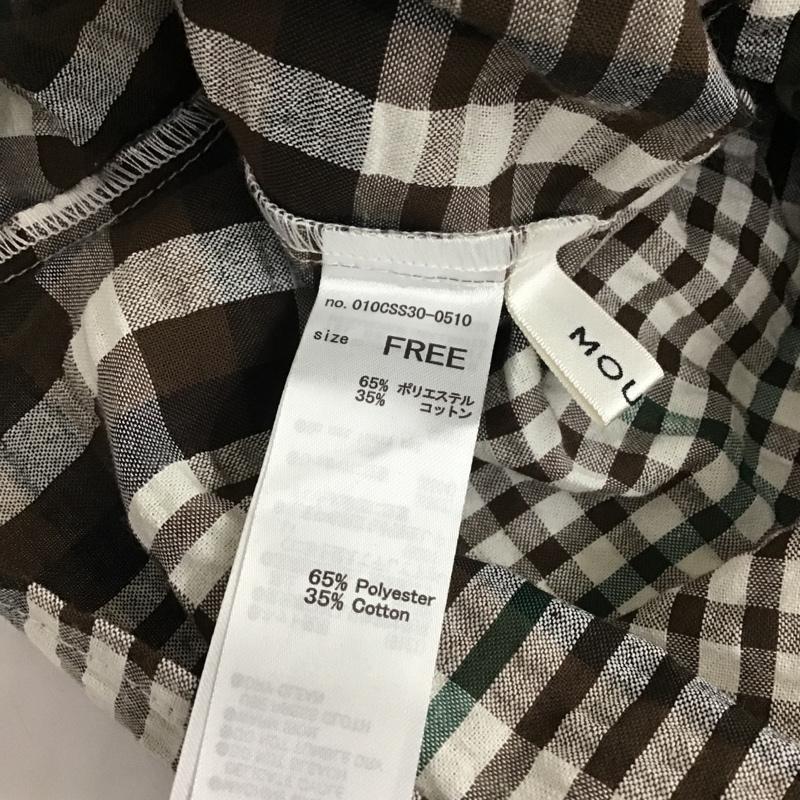 no. 010CSS30-0510
size FREE
65% ポリエステル
35% コットン
MOU
65% Polyester
35% Cotton